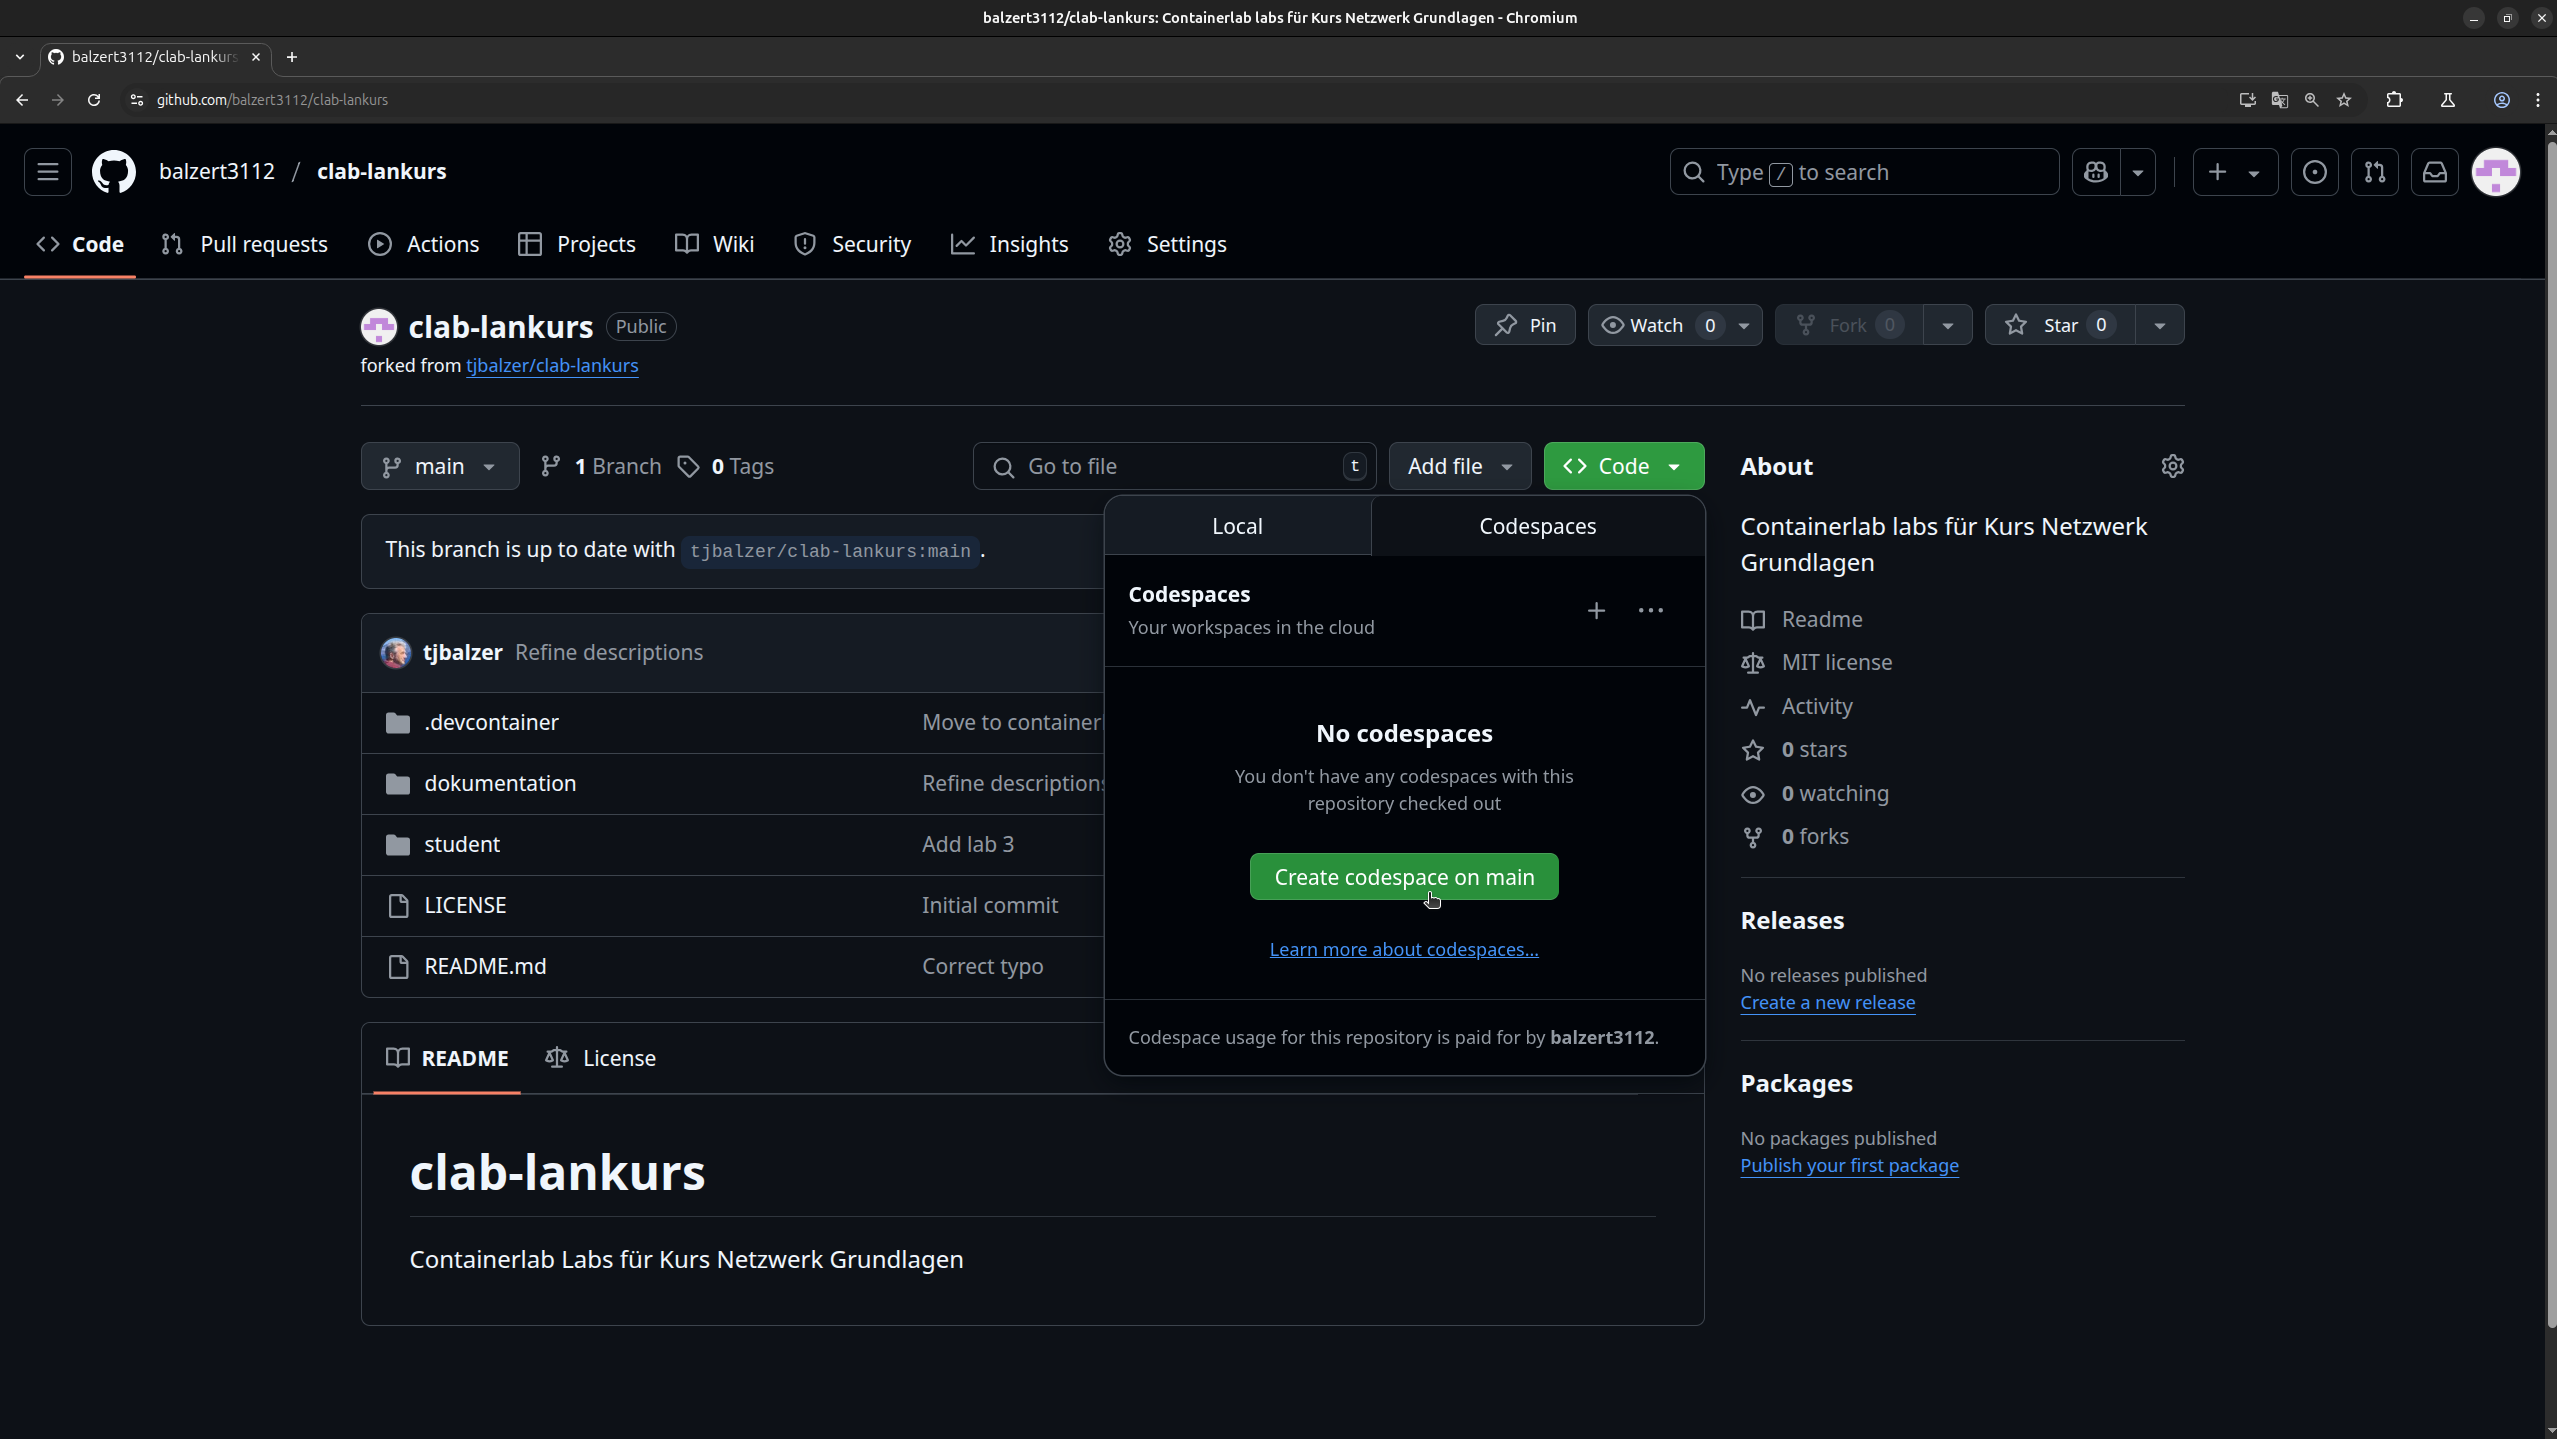 balzert3112/clab-lankurs: Containerlab labs für Kurs Netzwerk Grundlagen - Chromium
balzert3112/clab-lankurs
github.com/balzert3112/clab-lankurs
balzert3112 / clab-lankurs
Type / to search
Code
Pull requests
Actions
Projects
Wiki
Security
Insights
Settings
clab-lankurs Public
forked from tjbalzer/clab-lankurs
Pin
Watch 0
Fork 0
Star 0
main
1 Branch
0 Tags
Go to file t
Add file
Code
This branch is up to date with tjbalzer/clab-lankurs:main .
tjbalzer Refine descriptions
.devcontainer Move to container
dokumentation Refine descriptions
student Add lab 3
LICENSE Initial commit
README.md Correct typo
Local
Codespaces
Codespaces
Your workspaces in the cloud
No codespaces
You don't have any codespaces with this
repository checked out
Create codespace on main
Learn more about codespaces...
Codespace usage for this repository is paid for by balzert3112.
README
License
clab-lankurs
Containerlab Labs für Kurs Netzwerk Grundlagen
About
Containerlab labs für Kurs Netzwerk
Grundlagen
Readme
MIT license
Activity
0 stars
0 watching
0 forks
Releases
No releases published
Create a new release
Packages
No packages published
Publish your first package